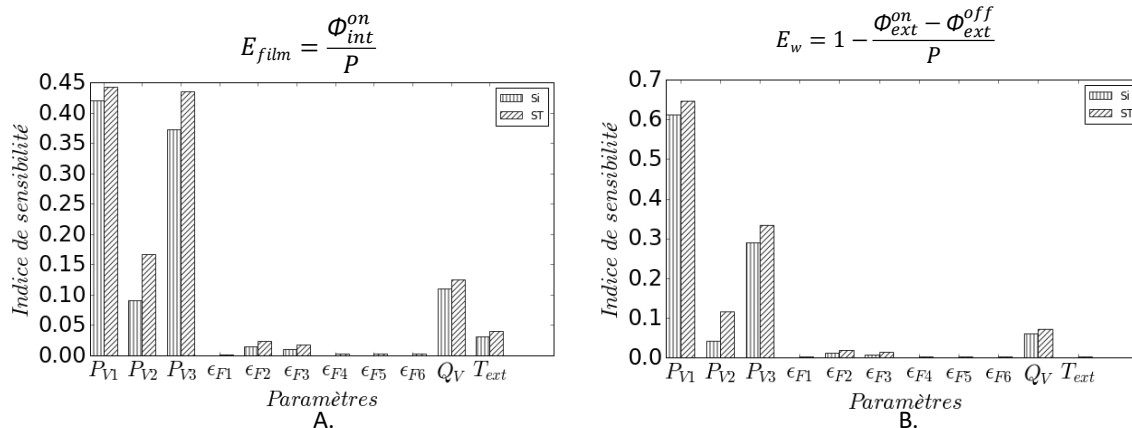 E_film = Φ_int^on / P
0.45
0.40
0.35
0.30
0.25
0.20
0.15
0.10
0.05
0.00
Indice de sensibilité
Si
ST
P_V1 P_V2 P_V3 ϵ_F1 ϵ_F2 ϵ_F3 ϵ_F4 ϵ_F5 ϵ_F6 Q_V T_ext
Paramètres
A.
E_w = 1 − (Φ_ext^on − Φ_ext^off) / P
0.7
0.6
0.5
0.4
0.3
0.2
0.1
0.0
Indice de sensibilité
Si
ST
P_V1 P_V2 P_V3 ϵ_F1 ϵ_F2 ϵ_F3 ϵ_F4 ϵ_F5 ϵ_F6 Q_V T_ext
Paramètres
B.